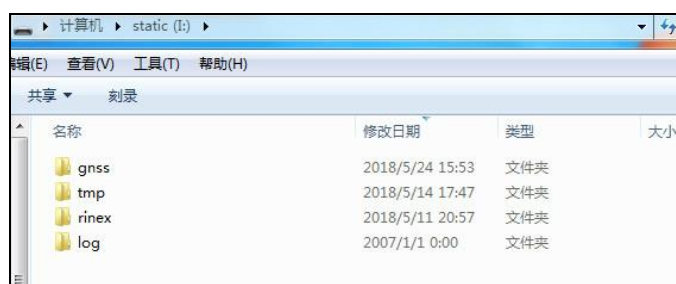 计算机 ▸ static (I:) ▸
编辑(E) 查看(V) 工具(T) 帮助(H)
共享 刻录
名称 修改日期 类型 大小
gnss 2018/5/24 15:53 文件夹
tmp 2018/5/14 17:47 文件夹
rinex 2018/5/11 20:57 文件夹
log 2007/1/1 0:00 文件夹